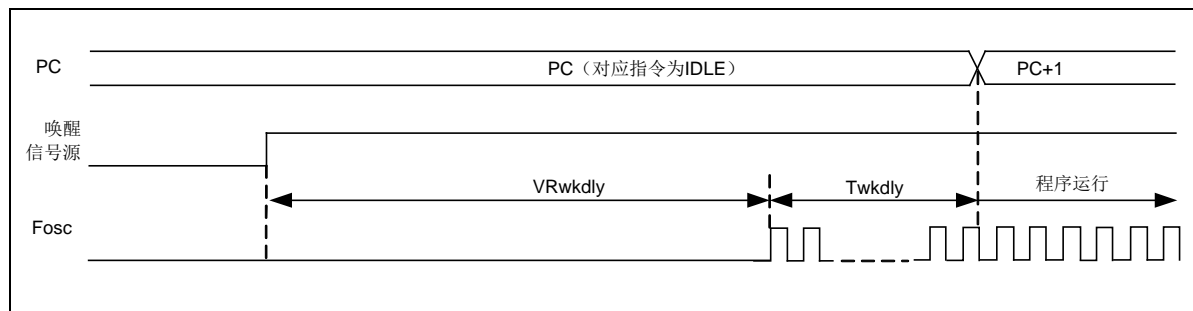 PC
PC（对应指令为IDLE）
PC+1
唤醒
信号源
VRwkdly
Twkdly
程序运行
Fosc